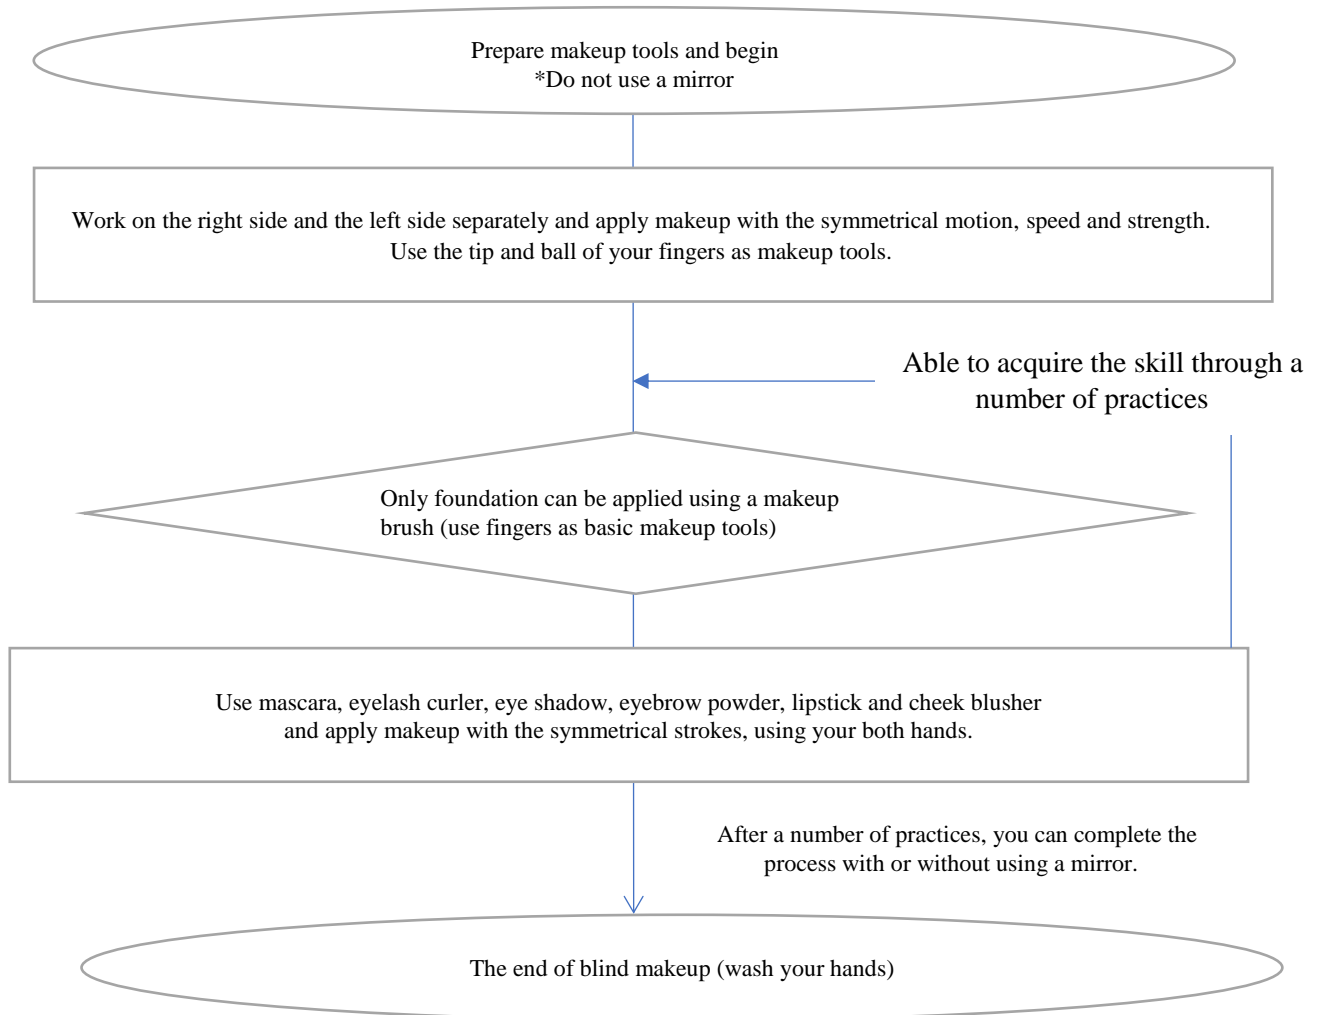 Prepare makeup tools and begin
*Do not use a mirror
Work on the right side and the left side separately and apply makeup with the symmetrical motion, speed and strength.
Use the tip and ball of your fingers as makeup tools.
Able to acquire the skill through a
number of practices
Only foundation can be applied using a makeup
brush (use fingers as basic makeup tools)
Use mascara, eyelash curler, eye shadow, eyebrow powder, lipstick and cheek blusher
and apply makeup with the symmetrical strokes, using your both hands.
After a number of practices, you can complete the
process with or without using a mirror.
The end of blind makeup (wash your hands)